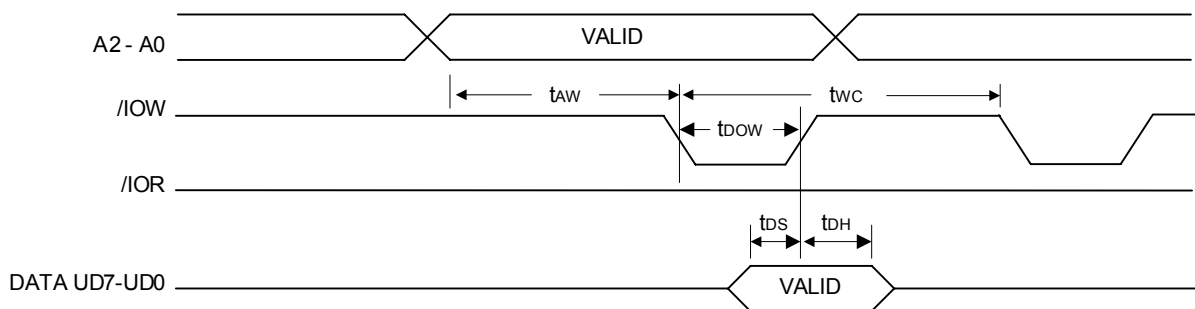 A2 - A0
VALID
tAW
tWC
/IOW
tDOW
/IOR
tDS
tDH
DATA UD7-UD0
VALID